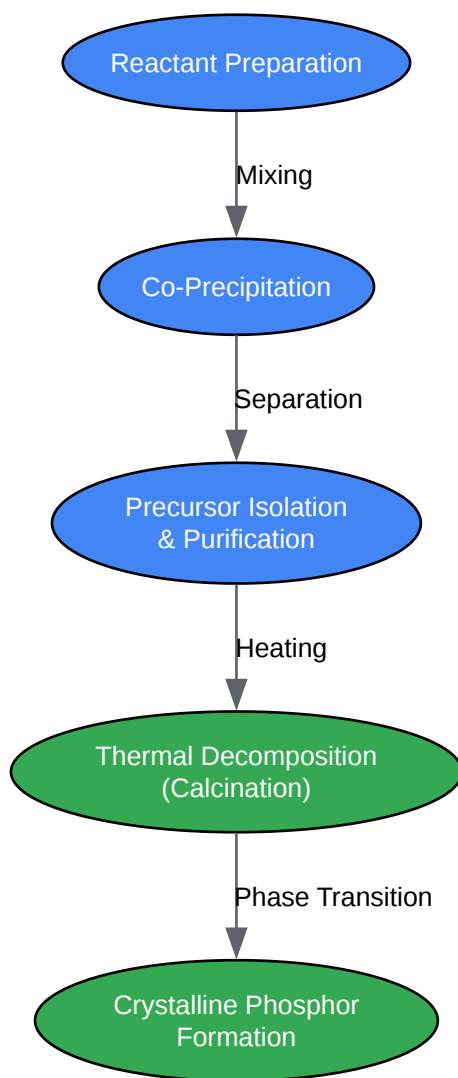 Reactant Preparation
Mixing
Co-Precipitation
Separation
Precursor Isolation
& Purification
Heating
Thermal Decomposition
(Calcination)
Phase Transition
Crystalline Phosphor
Formation